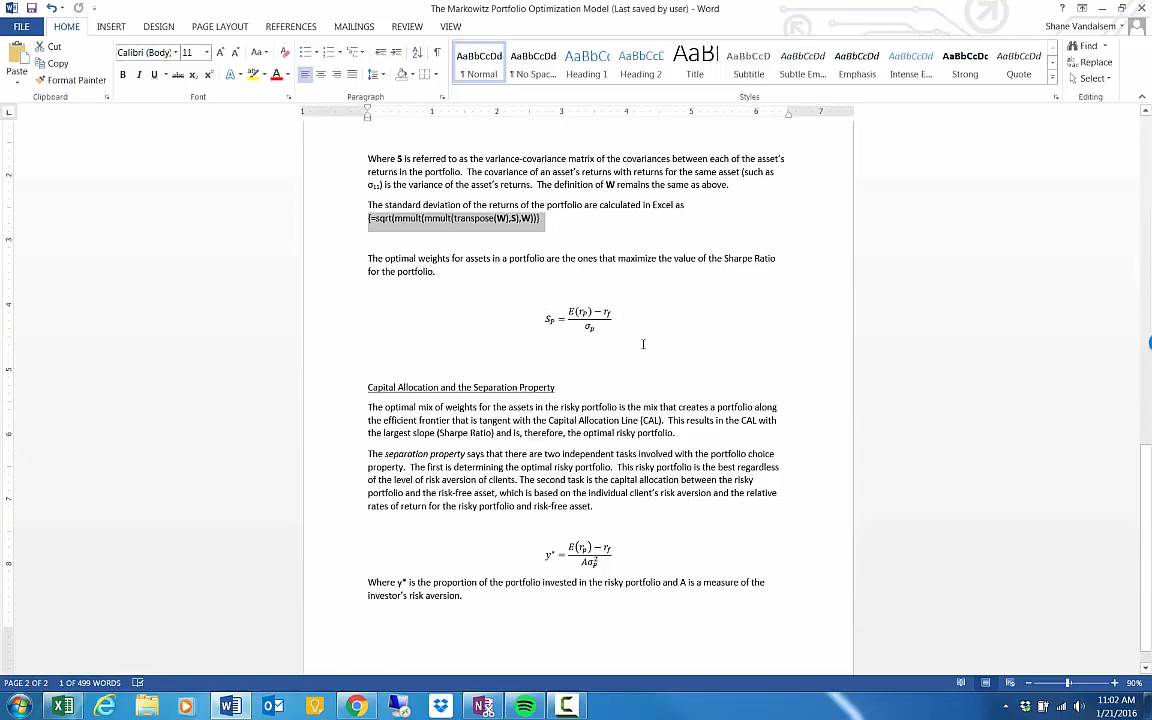 The Markowitz Portfolio Optimization Model (Last saved by user) - Word
FILE HOME INSERT DESIGN PAGE LAYOUT REFERENCES MAILINGS REVIEW VIEW
Shane Vandalsem
Paste
Cut
Copy
Format Painter
Calibri (Body) 11
AaBbCcDd AaBbCcDd AaBbCc AaBbCcD AaBl AaBbCcD AaBbCcDd AaBbCcDd AaBbCcDd AaBbCcDc AaBbCcDd
¶ Normal ¶ No Spac... Heading 1 Heading 2 Title Subtitle Subtle Em... Emphasis Intense E... Strong Quote
Find
Replace
Select
Clipboard Font Paragraph Styles Editing
1 1 2 3 4 5 6 7
Where S is referred to as the variance-covariance matrix of the covariances between each of the asset's
returns in the portfolio. The covariance of an asset's returns with returns for the same asset (such as
σ₁₁) is the variance of the asset's returns. The definition of W remains the same as above.
The standard deviation of the returns of the portfolio are calculated in Excel as
{=sqrt(mmult(mmult(transpose(W),S),W))}
The optimal weights for assets in a portfolio are the ones that maximize the value of the Sharpe Ratio
for the portfolio.
S_P = (E(r_P) − r_f) / σ_p
Capital Allocation and the Separation Property
The optimal mix of weights for the assets in the risky portfolio is the mix that creates a portfolio along
the efficient frontier that is tangent with the Capital Allocation Line (CAL). This results in the CAL with
the largest slope (Sharpe Ratio) and is, therefore, the optimal risky portfolio.
The separation property says that there are two independent tasks involved with the portfolio choice
property. The first is determining the optimal risky portfolio. This risky portfolio is the best regardless
of the level of risk aversion of clients. The second task is the capital allocation between the risky
portfolio and the risk-free asset, which is based on the individual client's risk aversion and the relative
rates of return for the risky portfolio and risk-free asset.
y* = (E(r_p) − r_f) / Aσ_p²
Where y* is the proportion of the portfolio invested in the risky portfolio and A is a measure of the
investor's risk aversion.
PAGE 2 OF 2 1 OF 499 WORDS
90%
11:02 AM
1/21/2016